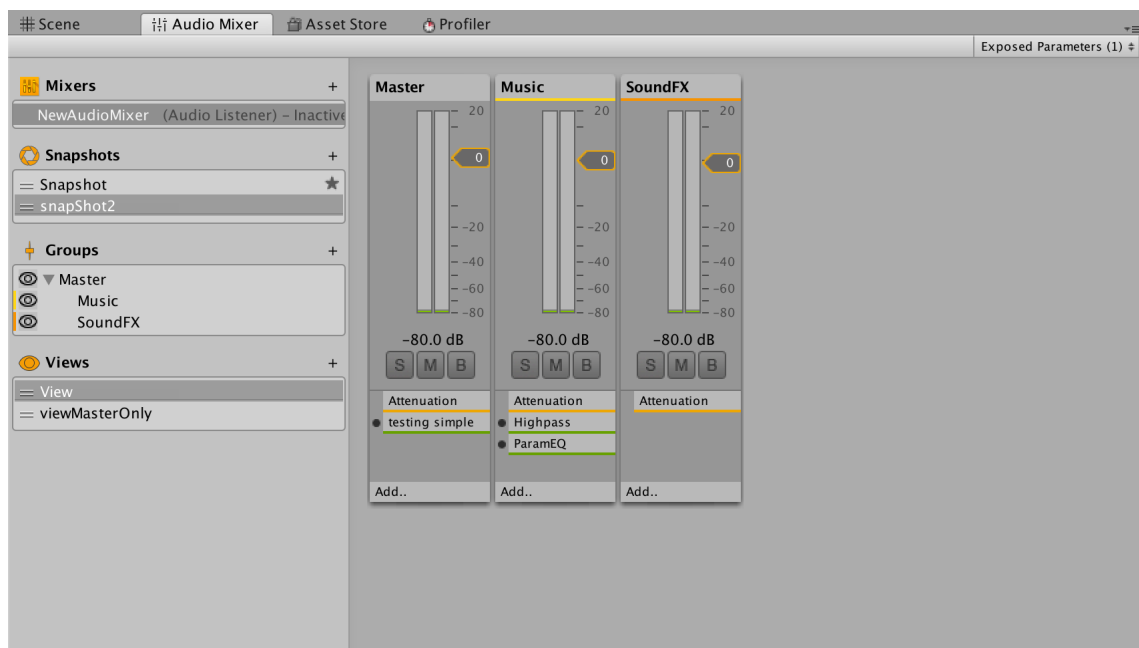 Scene Audio Mixer Asset Store Profiler
Exposed Parameters (1)
Mixers +
NewAudioMixer (Audio Listener) – Inactive
Snapshots +
Snapshot
snapShot2
Groups +
Master
Music
SoundFX
Views +
View
viewMasterOnly
Master
20
0
-20
-40
-60
-80
-80.0 dB
S M B
Attenuation
testing simple
Add..
Music
20
0
-20
-40
-60
-80
-80.0 dB
S M B
Attenuation
Highpass
ParamEQ
Add..
SoundFX
20
0
-20
-40
-60
-80
-80.0 dB
S M B
Attenuation
Add..